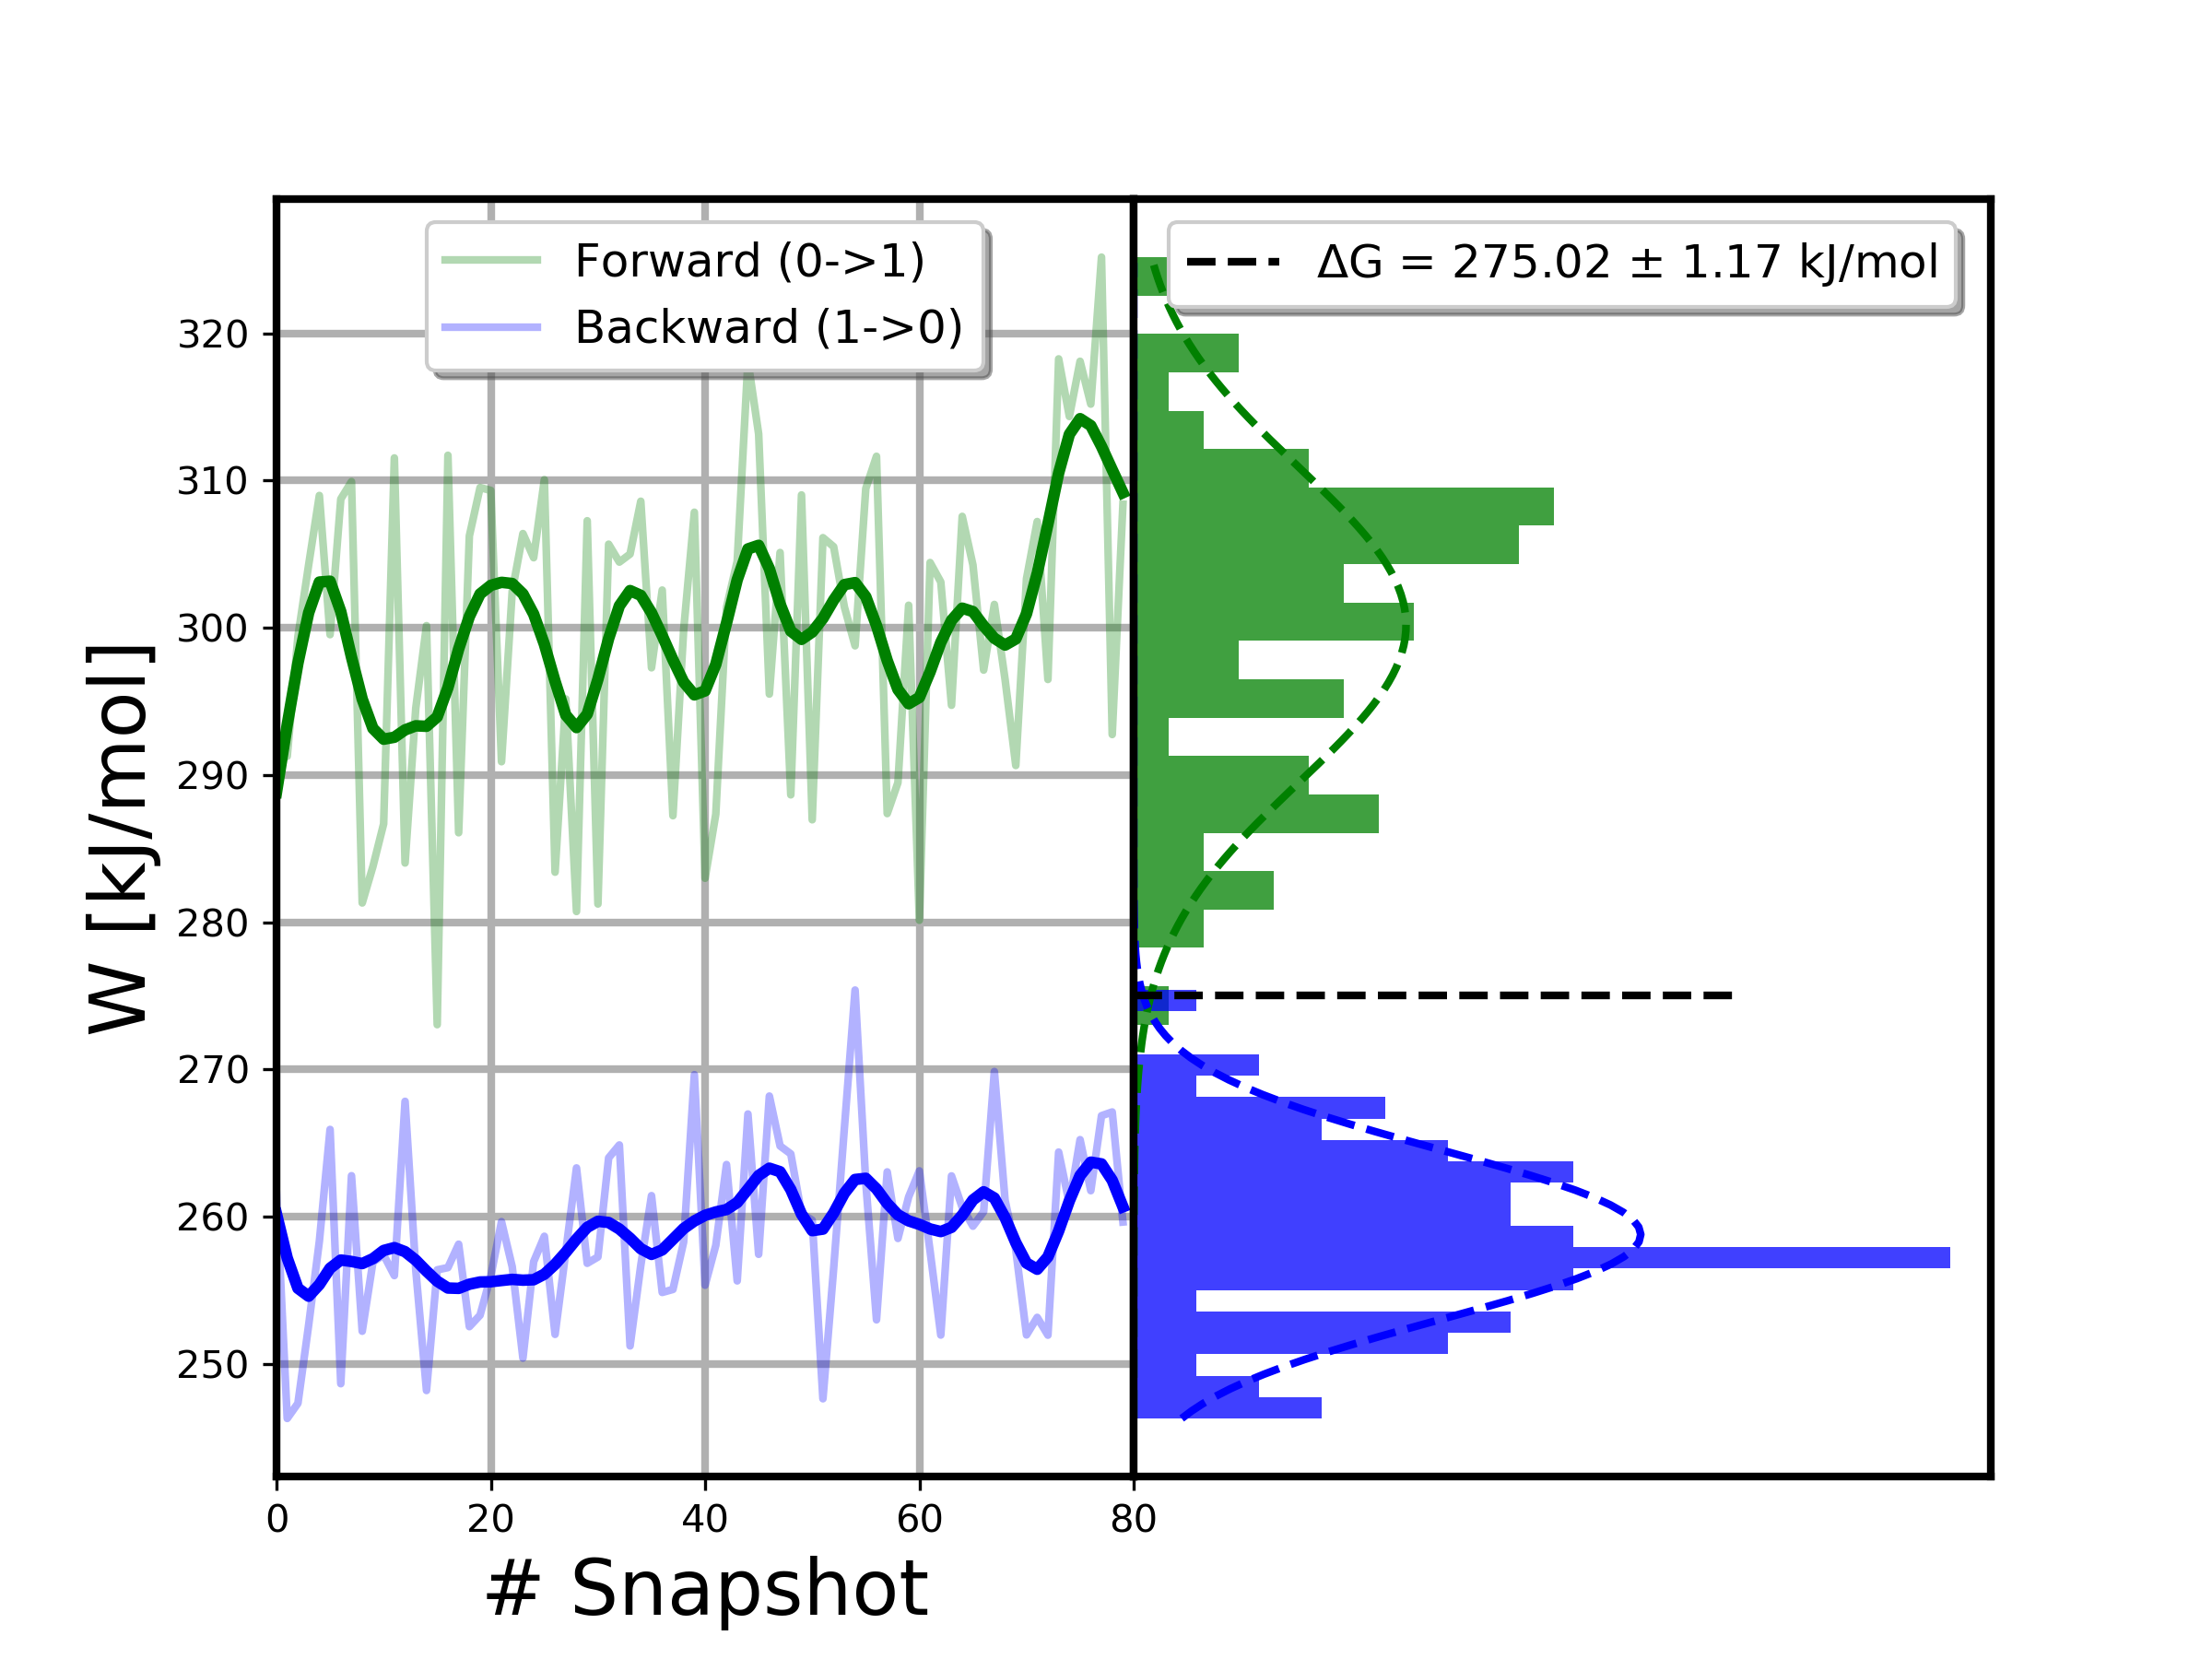 Forward (0->1)
Backward (1->0)
ΔG = 275.02 ± 1.17 kJ/mol
W [kJ/mol]
320
310
300
290
280
270
260
250
0 20 40 60 80
# Snapshot